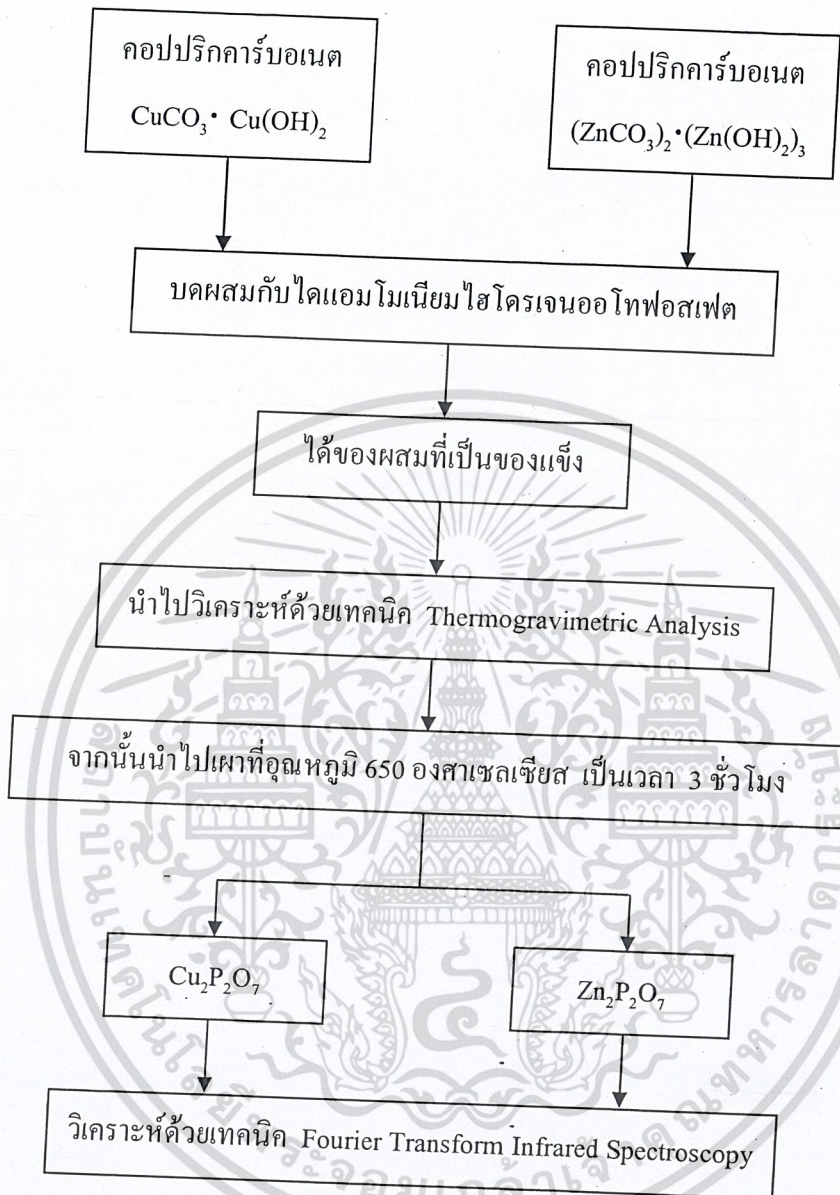 คอปปริกคาร์บอเนต
CuCO₃· Cu(OH)₂
คอปปริกคาร์บอเนต
(ZnCO₃)₂·(Zn(OH)₂)₃
บดผสมกับไดแอมโมเนียมไฮโดรเจนออโทฟอสเฟต
ได้ของผสมที่เป็นของแข็ง
นำไปวิเคราะห์ด้วยเทคนิค Thermogravimetric Analysis
จากนั้นนำไปเผาที่อุณหภูมิ 650 องศาเซลเซียส เป็นเวลา 3 ชั่วโมง
Cu₂P₂O₇
Zn₂P₂O₇
วิเคราะห์ด้วยเทคนิค Fourier Transform Infrared Spectroscopy